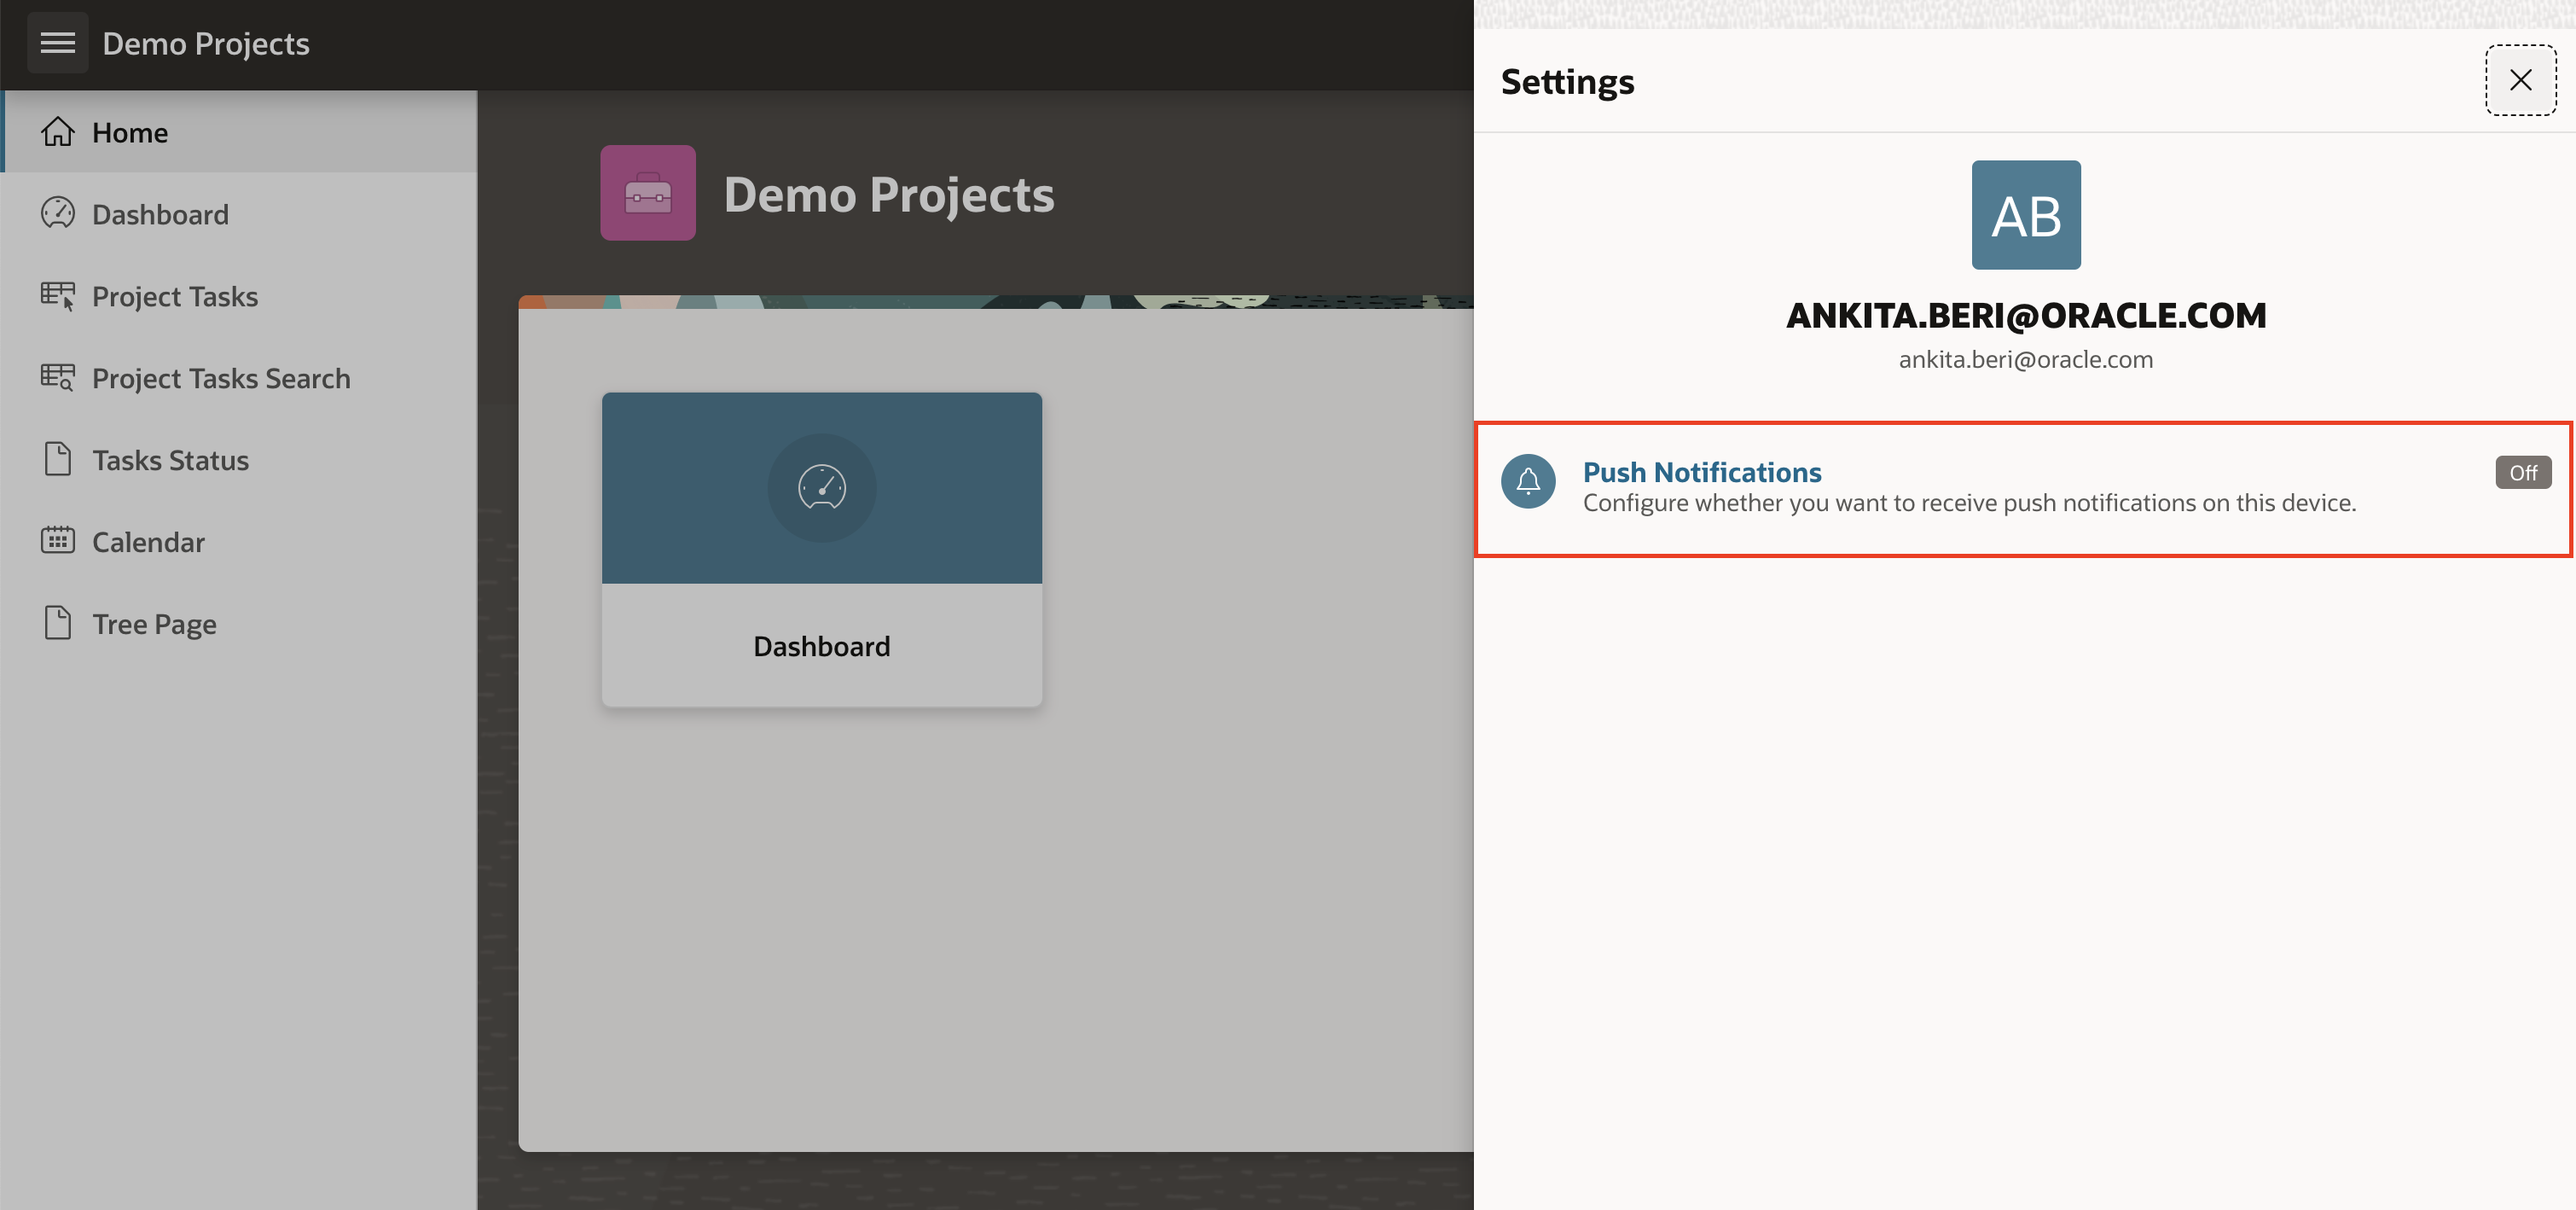 Demo Projects
Home
Dashboard
Project Tasks
Project Tasks Search
Tasks Status
Calendar
Tree Page
Demo Projects
Dashboard
Settings
AB
ANKITA.BERI@ORACLE.COM
ankita.beri@oracle.com
Push Notifications
Off
Configure whether you want to receive push notifications on this device.